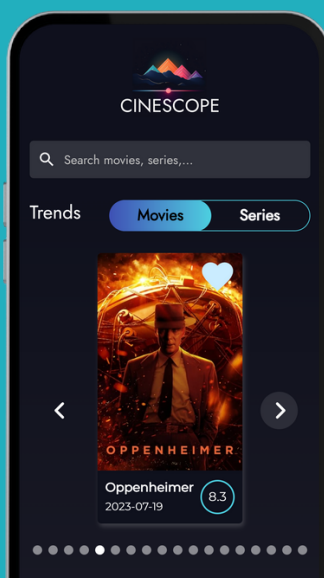 CINESCOPE
Search movies, series,...
Trends Movies Series
OPPENHEIMER
Oppenheimer
8.3
2023-07-19